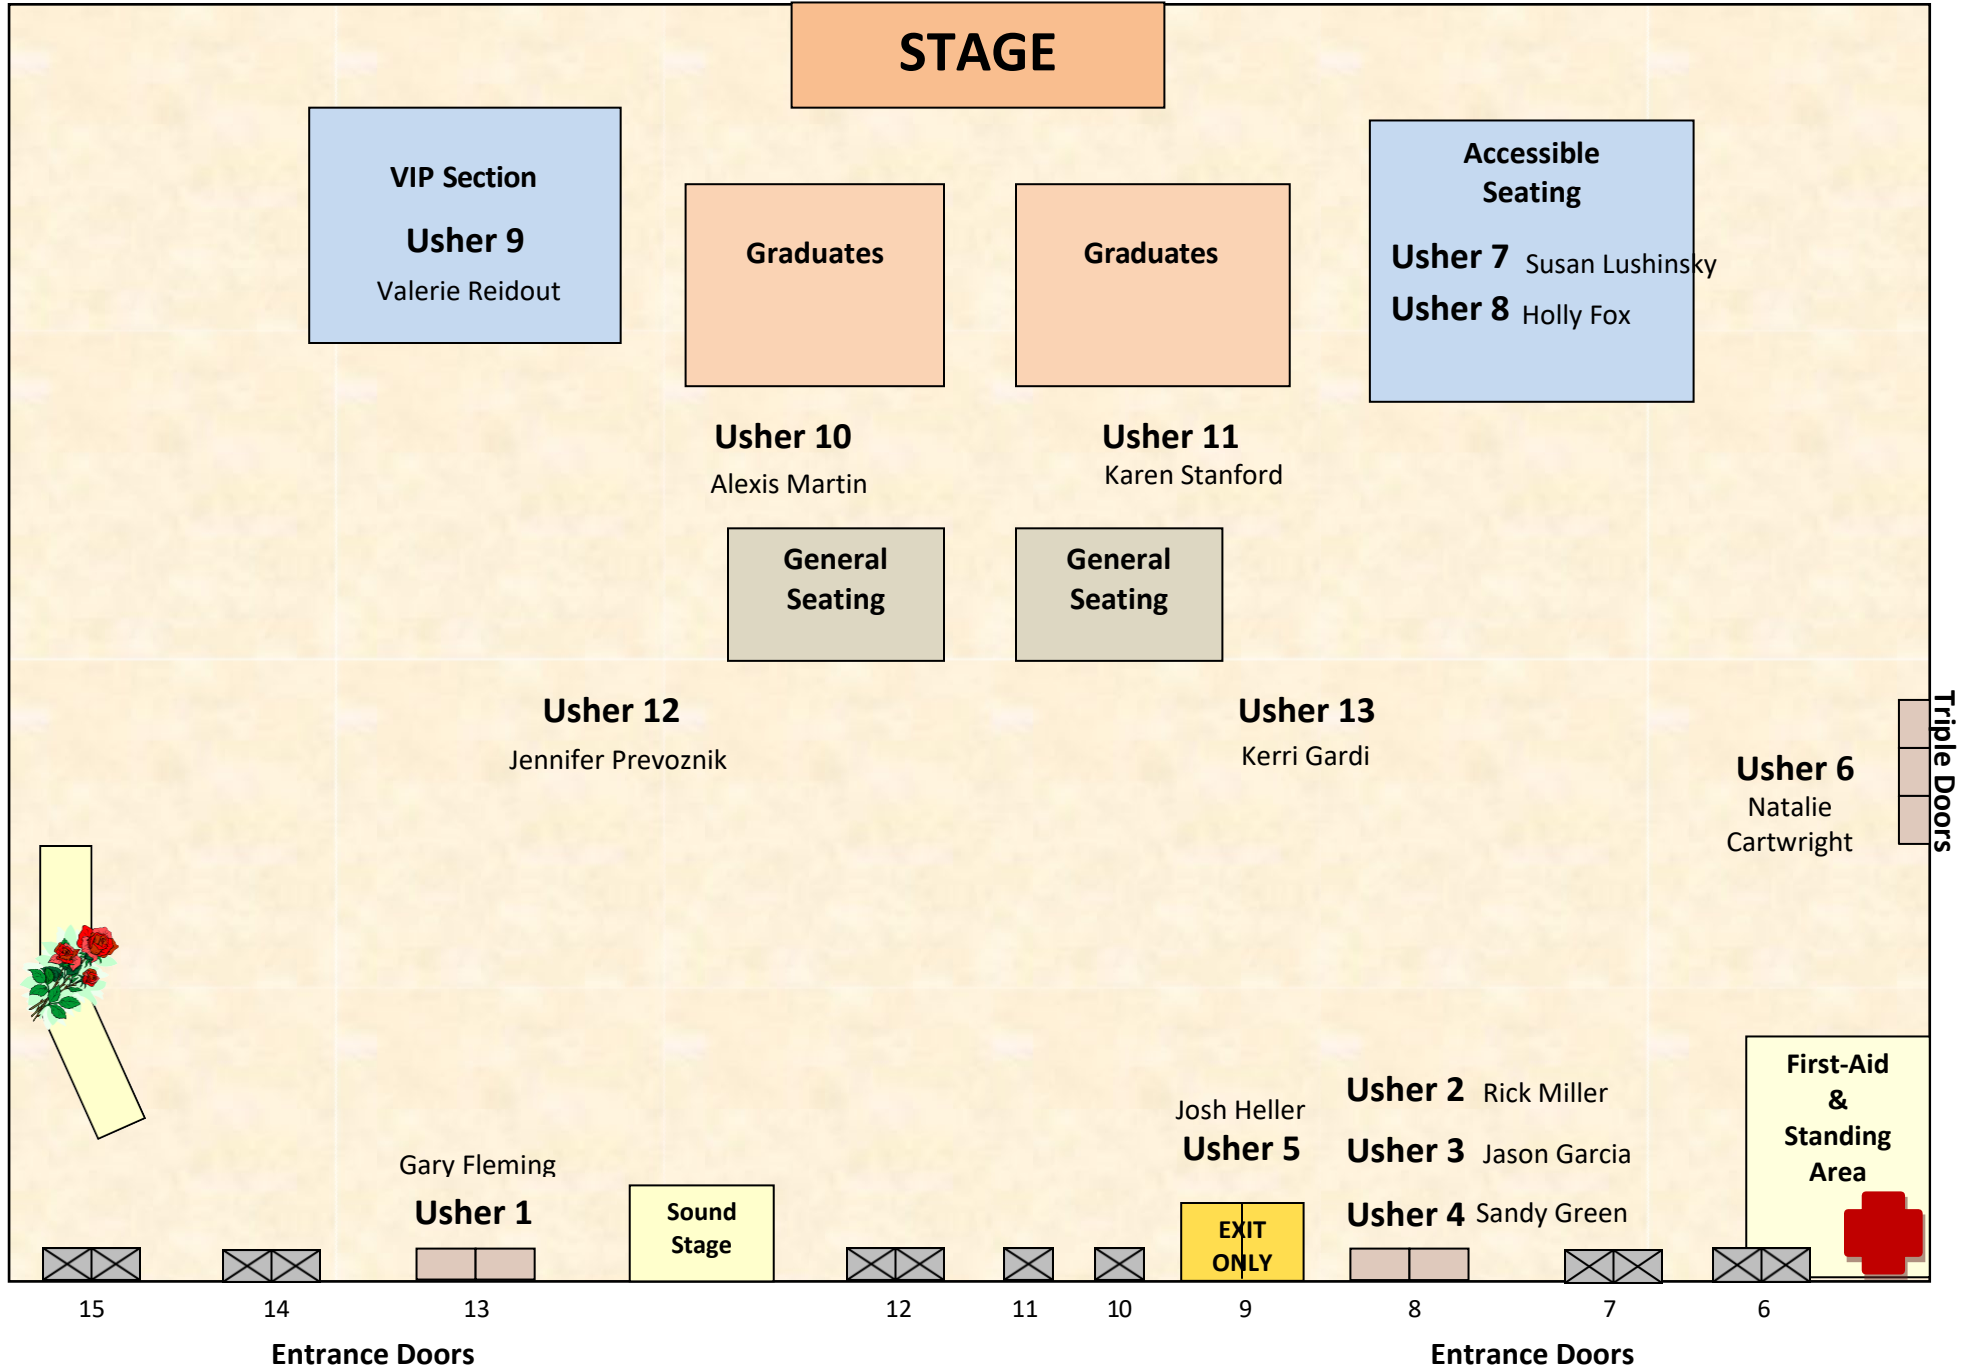 STAGE
VIP Section
Usher 9
Valerie Reidout
Graduates
Graduates
Accessible
Seating
Usher 7 Susan Lushinsky
Usher 8 Holly Fox
Usher 10
Alexis Martin
Usher 11
Karen Stanford
General
Seating
General
Seating
Usher 12
Jennifer Prevoznik
Usher 13
Kerri Gardi
Usher 6
Natalie
Cartwright
Triple Doors
First-Aid
&
Standing
Area
Usher 2 Rick Miller
Usher 3 Jason Garcia
Usher 4 Sandy Green
Josh Heller
Usher 5
Gary Fleming
Usher 1
Sound
Stage
EXIT
ONLY
15 14 13 12 11 10 9 8 7 6
Entrance Doors Entrance Doors